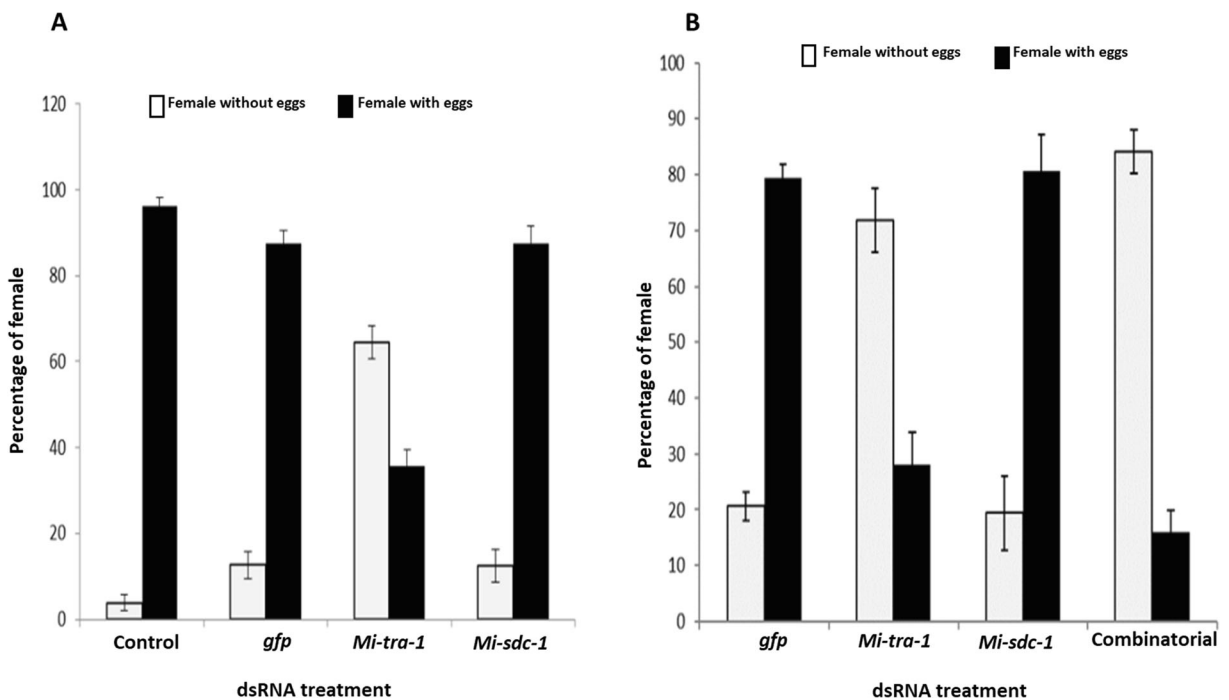 A
Female without eggs
Female with eggs
120
100
80
60
40
20
0
Percentage of female
Control
gfp
Mi-tra-1
Mi-sdc-1
dsRNA treatment
B
Female without eggs
Female with eggs
100
90
80
70
60
50
40
30
20
10
0
Percentage of female
gfp
Mi-tra-1
Mi-sdc-1
Combinatorial
dsRNA treatment